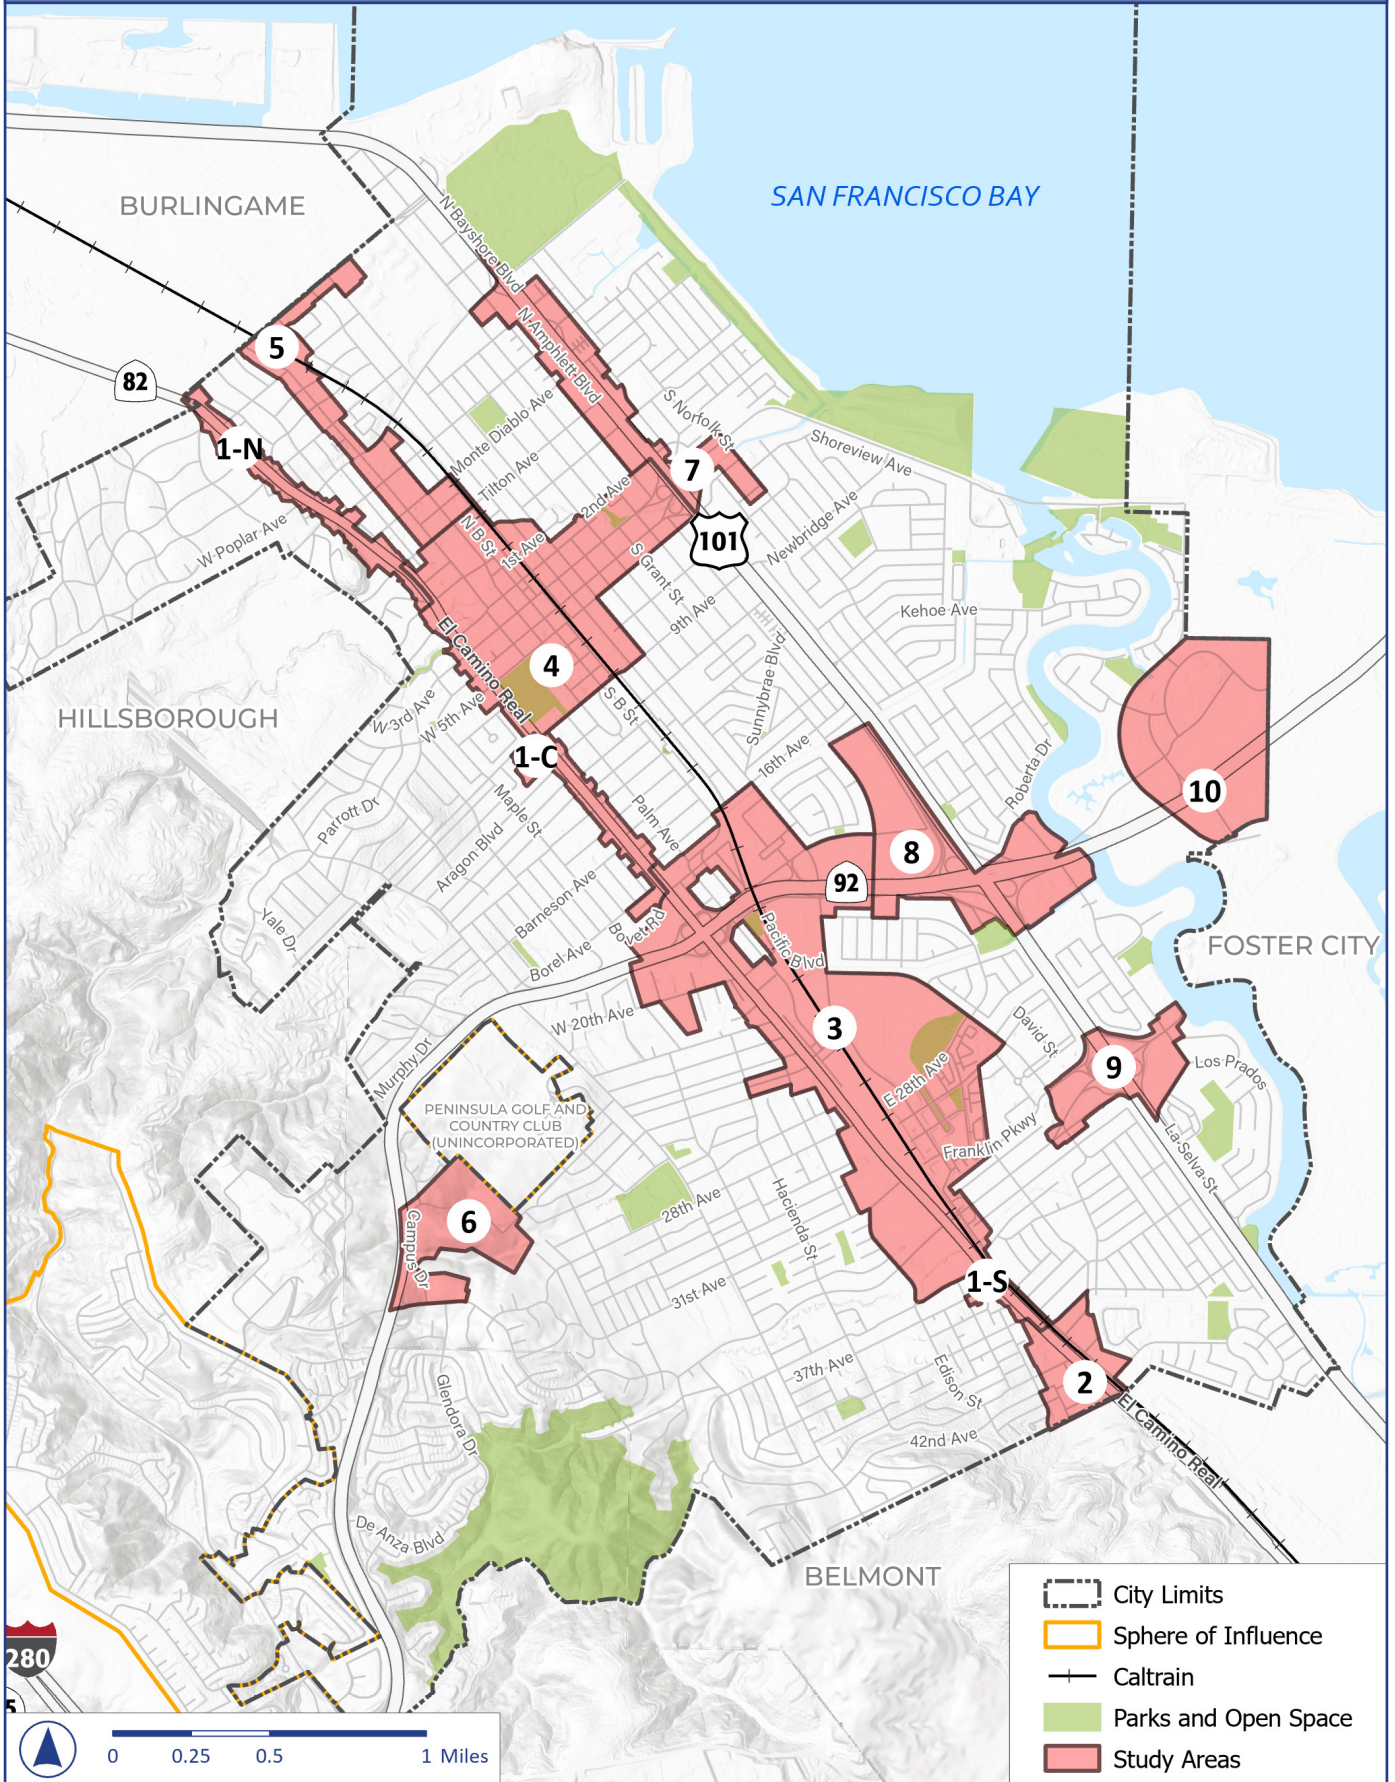 BURLINGAME
SAN FRANCISCO BAY
N Bayshore Blvd
N Amphlett Blvd
5
82
1-N
Monte Diablo Ave
Tilton Ave
S Norfolk St
Shoreview Ave
7
2nd Ave
101
Newbridge Ave
W Poplar Ave
N B St
1st Ave
S Grant St
9th Ave
Kehoe Ave
El Camino Real
4
Sunnybrae Blvd
HILLSBOROUGH
W 3rd Ave
W 5th Ave
S B St
1-C
16th Ave
Roberta Dr
10
Parrott Dr
Maple St
Palm Ave
Aragon Blvd
8
92
Barneson Ave
Yale Dr
Bovet Rd
Borel Ave
Pacific Blvd
FOSTER CITY
W 20th Ave
3
David St
Murphy Dr
E 28th Ave
9
Los Prados
PENINSULA GOLF AND
COUNTRY CLUB
(UNINCORPORATED)
Franklin Pkwy
La Selva St
28th Ave
Hacienda St
6
Campus Dr
31st Ave
1-S
37th Ave
Edison St
2
Glendora Dr
42nd Ave
El Camino Real
De Anza Blvd
BELMONT
280
5
City Limits
Sphere of Influence
Caltrain
Parks and Open Space
Study Areas
0 0.25 0.5 1 Miles